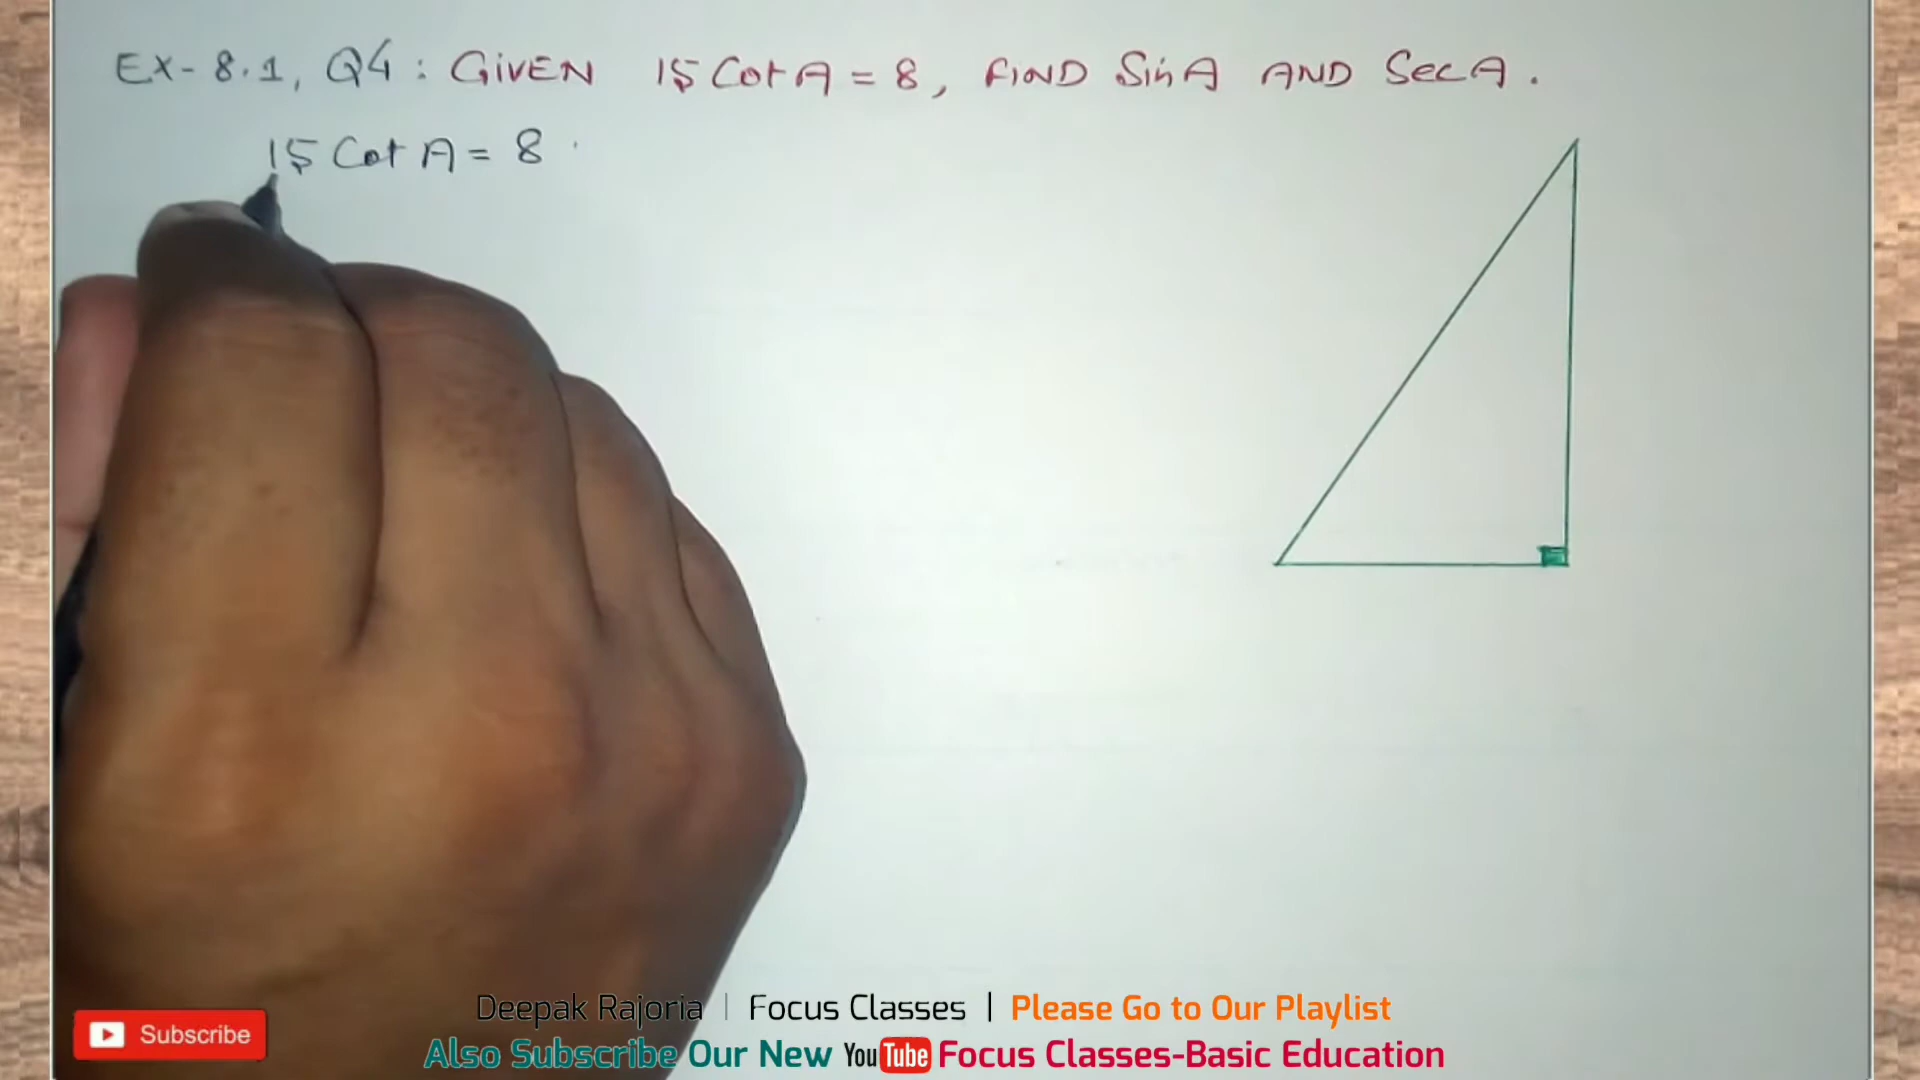 EX-8.1, Q4: GIVEN 15 Cot A = 8, FIND Sin A AND Sec A.
15 Cot A = 8
Deepak Rajoria | Focus Classes | Please Go to Our Playlist
Subscribe
Also Subscribe Our New YouTube Focus Classes-Basic Education